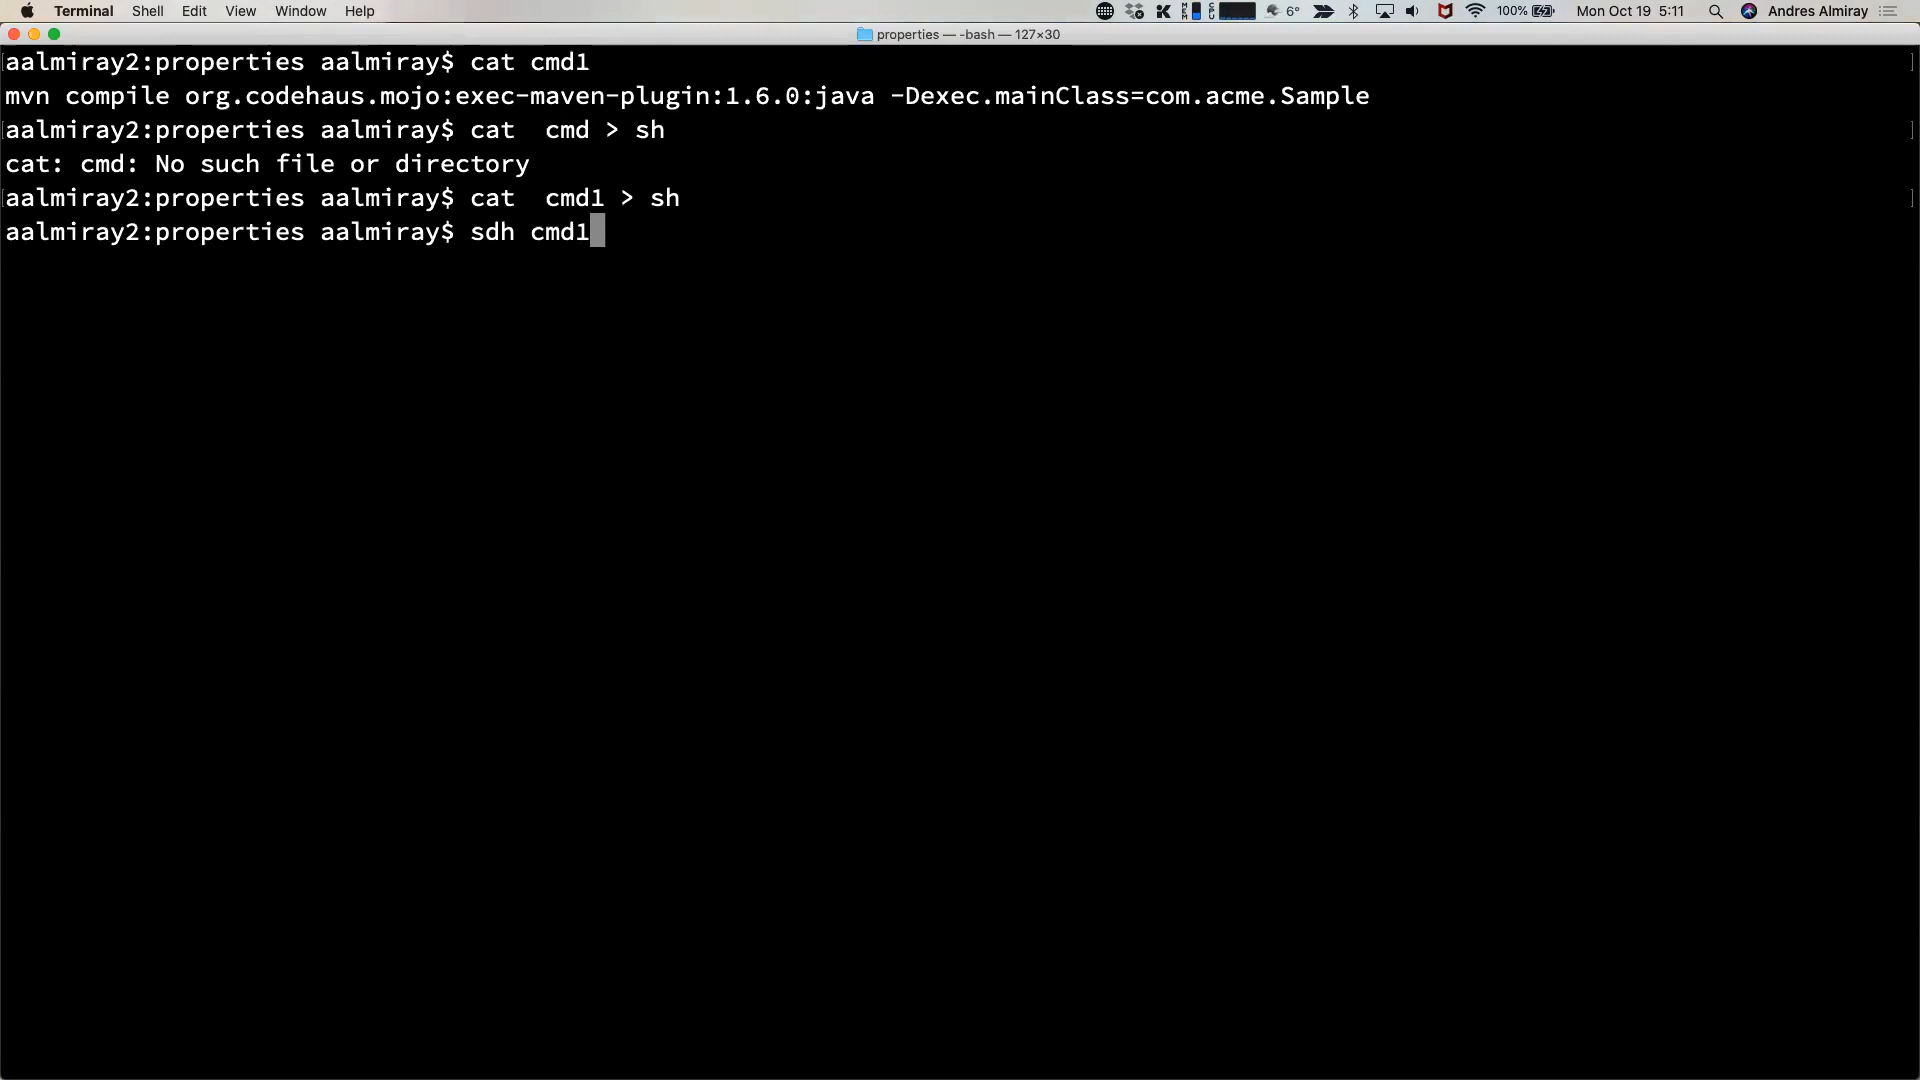 Terminal Shell Edit View Window Help 6° 100% Mon Oct 19 5:11 Andres Almiray
properties — -bash — 127×30
aalmiray2:properties aalmiray$ cat cmd1
mvn compile org.codehaus.mojo:exec-maven-plugin:1.6.0:java -Dexec.mainClass=com.acme.Sample
aalmiray2:properties aalmiray$ cat  cmd > sh
cat: cmd: No such file or directory
aalmiray2:properties aalmiray$ cat  cmd1 > sh
aalmiray2:properties aalmiray$ sdh cmd1